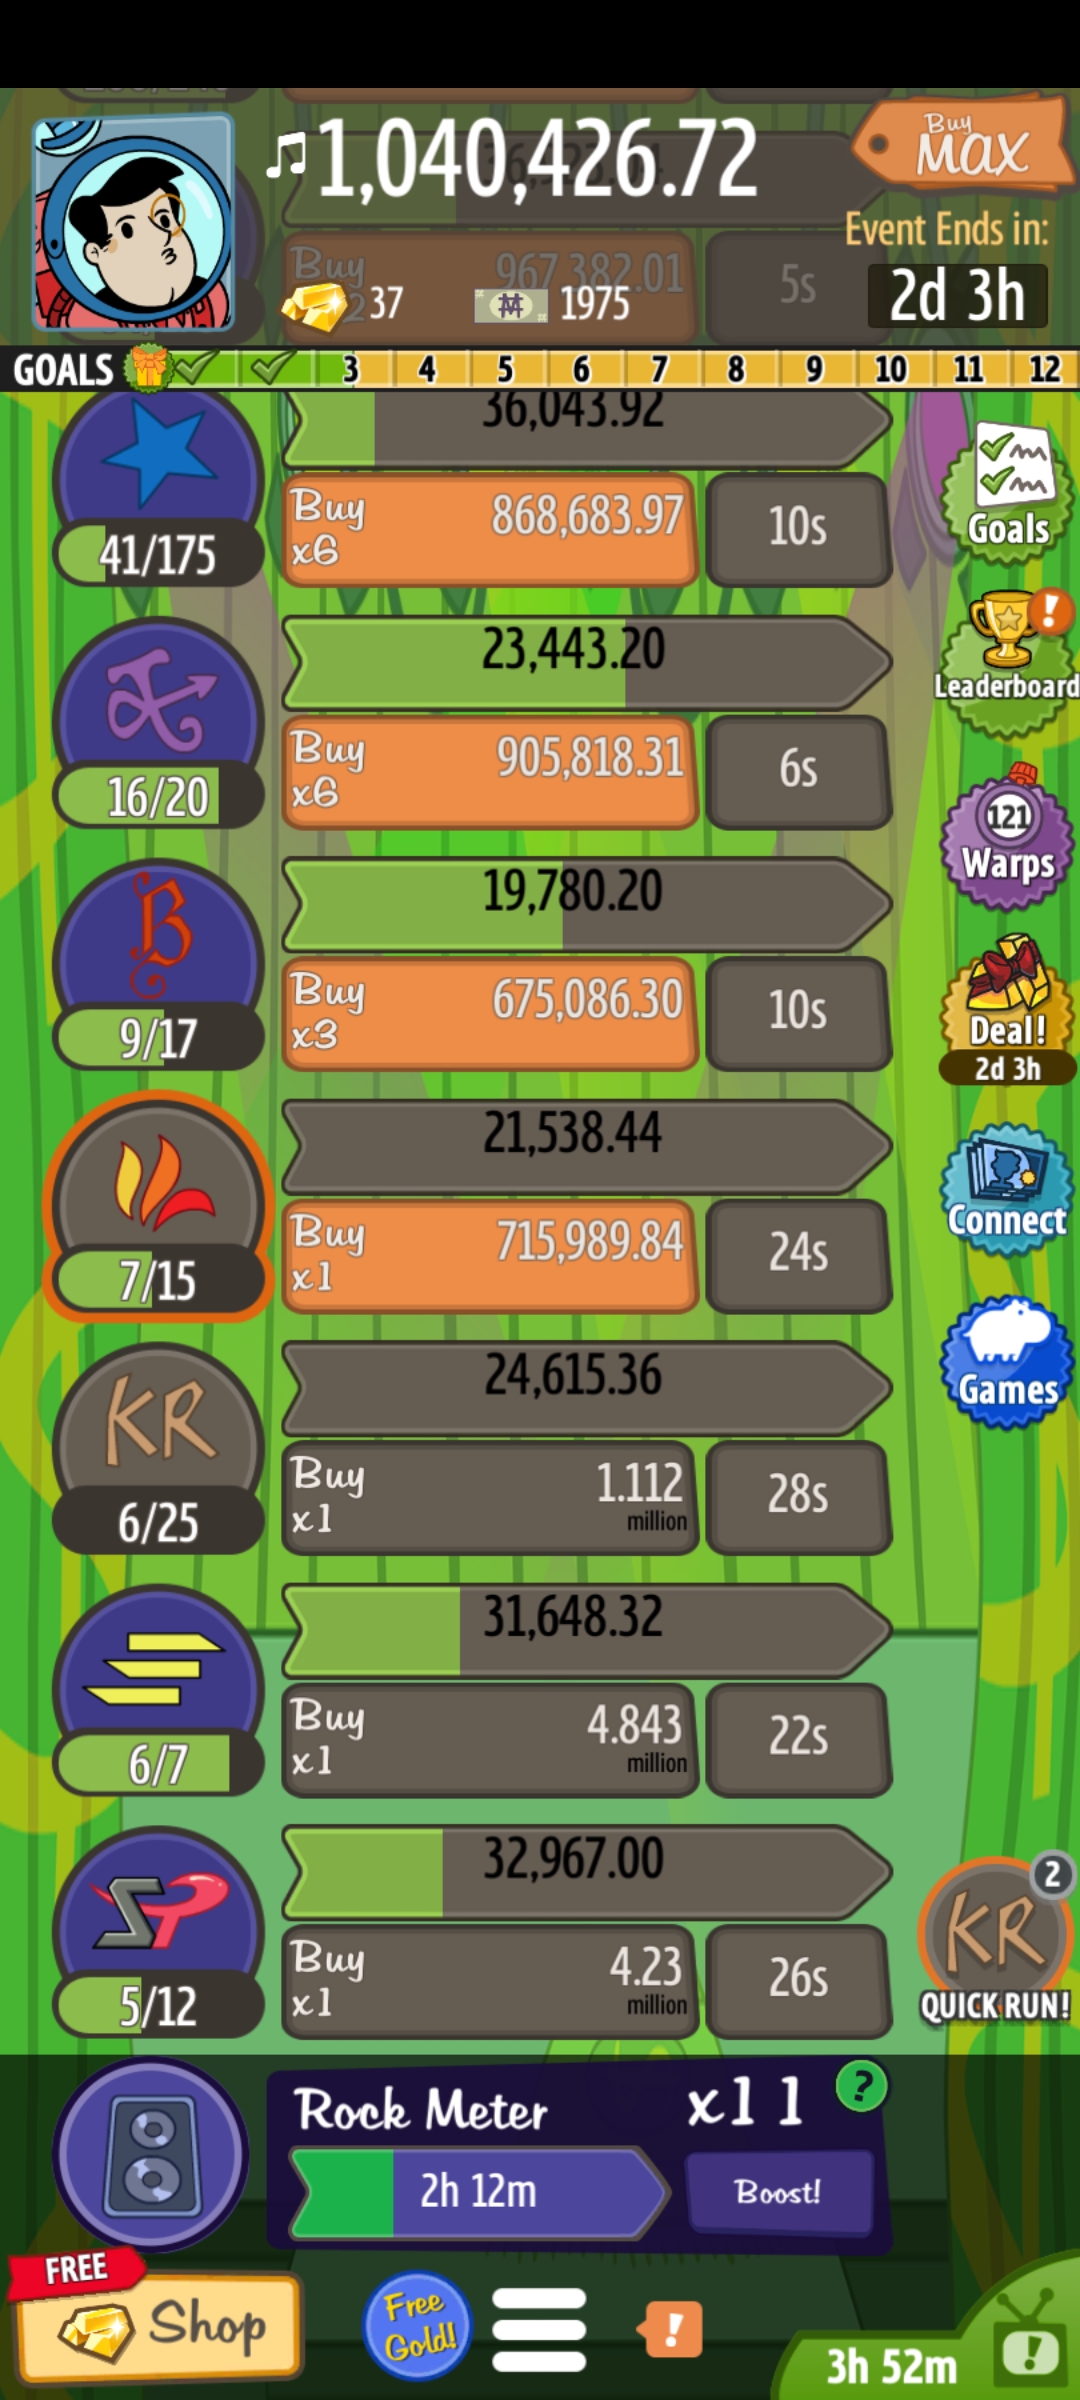 ♫1,040,426.72
Buy
MAX
Event Ends in:
2d 3h
Buy
967,382.01
5s
37
1975
GOALS 3 4 5 6 7 8 9 10 11 12
36,043.92
Buy
x6
868,683.97
10s
41/175
Goals
23,443.20
Leaderboard
Buy
x6
905,818.31
6s
16/20
121
Warps
19,780.20
B
Buy
x3
675,086.30
10s
9/17
Deal!
2d 3h
21,538.44
Buy
x1
715,989.84
24s
7/15
Connect
24,615.36
Games
KR
Buy
x1
1.112
million
28s
6/25
31,648.32
Buy
x1
4.843
million
22s
6/7
32,967.00
SP
Buy
x1
4.23
million
26s
5/12
2
KR
QUICK RUN!
Rock Meter
x11
?
2h 12m
Boost!
FREE
Shop
Free
Gold!
!
3h 52m
!